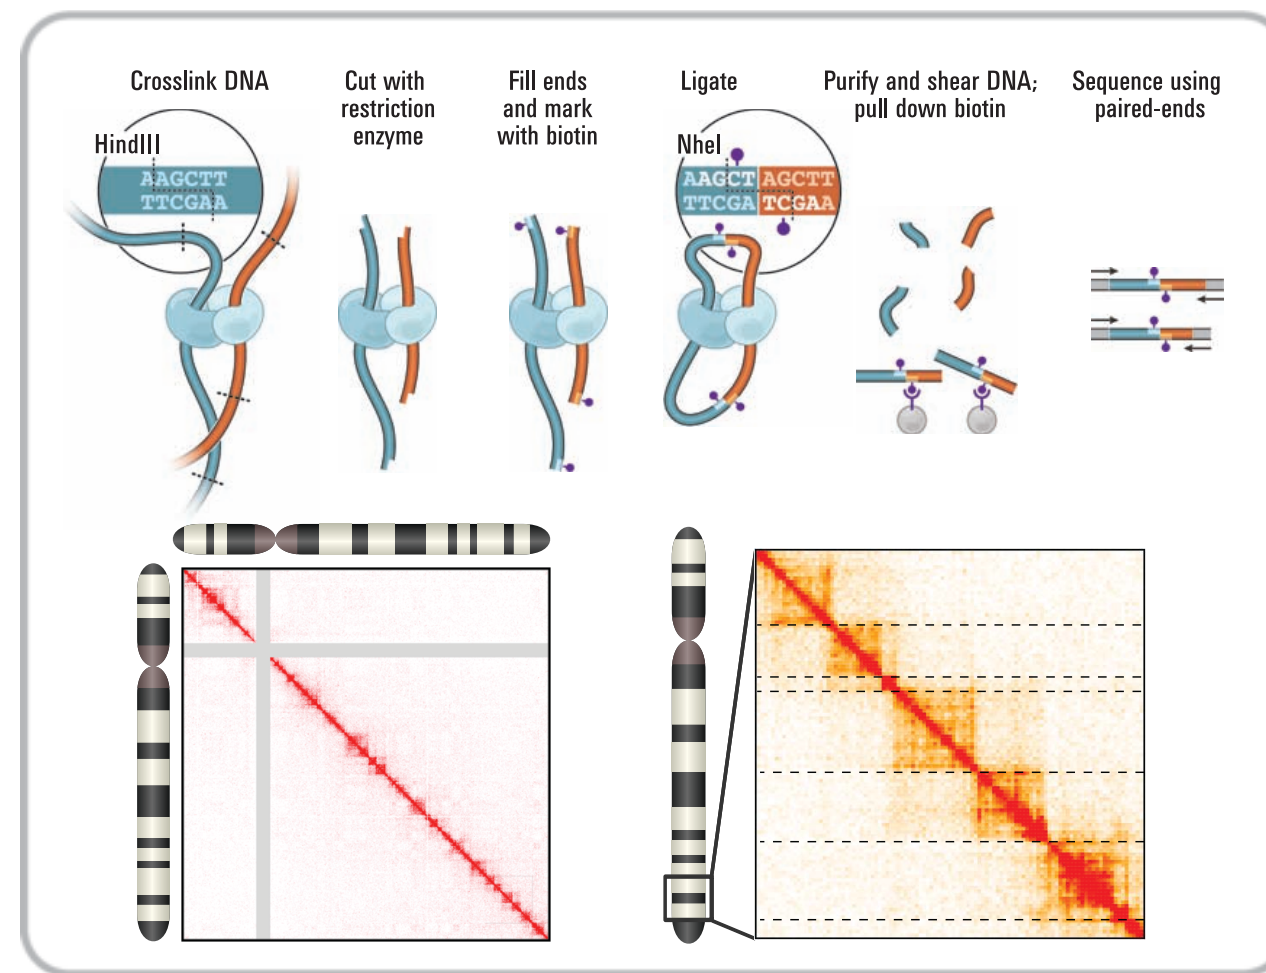 Crosslink DNA
Cut with
restriction
enzyme
Fill ends
and mark
with biotin
Ligate
Purify and shear DNA;
pull down biotin
Sequence using
paired-ends
HindIII
AAGCTT
TTCGAA
NheI
AAGCT AGCTT
TTCGA TCGAA